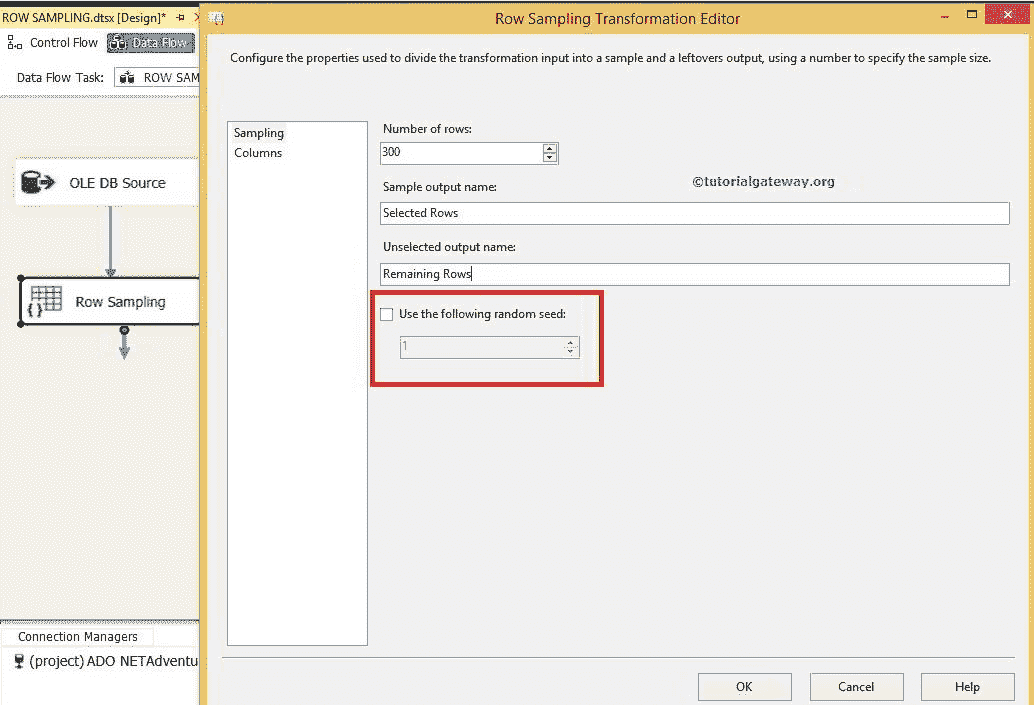 ROW SAMPLING.dtsx [Design]*
Control Flow
Data Flow
Data Flow Task:
ROW SAM
OLE DB Source
Row Sampling
Connection Managers
(project) ADO NETAdventu
Row Sampling Transformation Editor
Configure the properties used to divide the transformation input into a sample and a leftovers output, using a number to specify the sample size.
Sampling
Columns
Number of rows:
300
©tutorialgateway.org
Sample output name:
Selected Rows
Unselected output name:
Remaining Rows
Use the following random seed:
1
OK
Cancel
Help